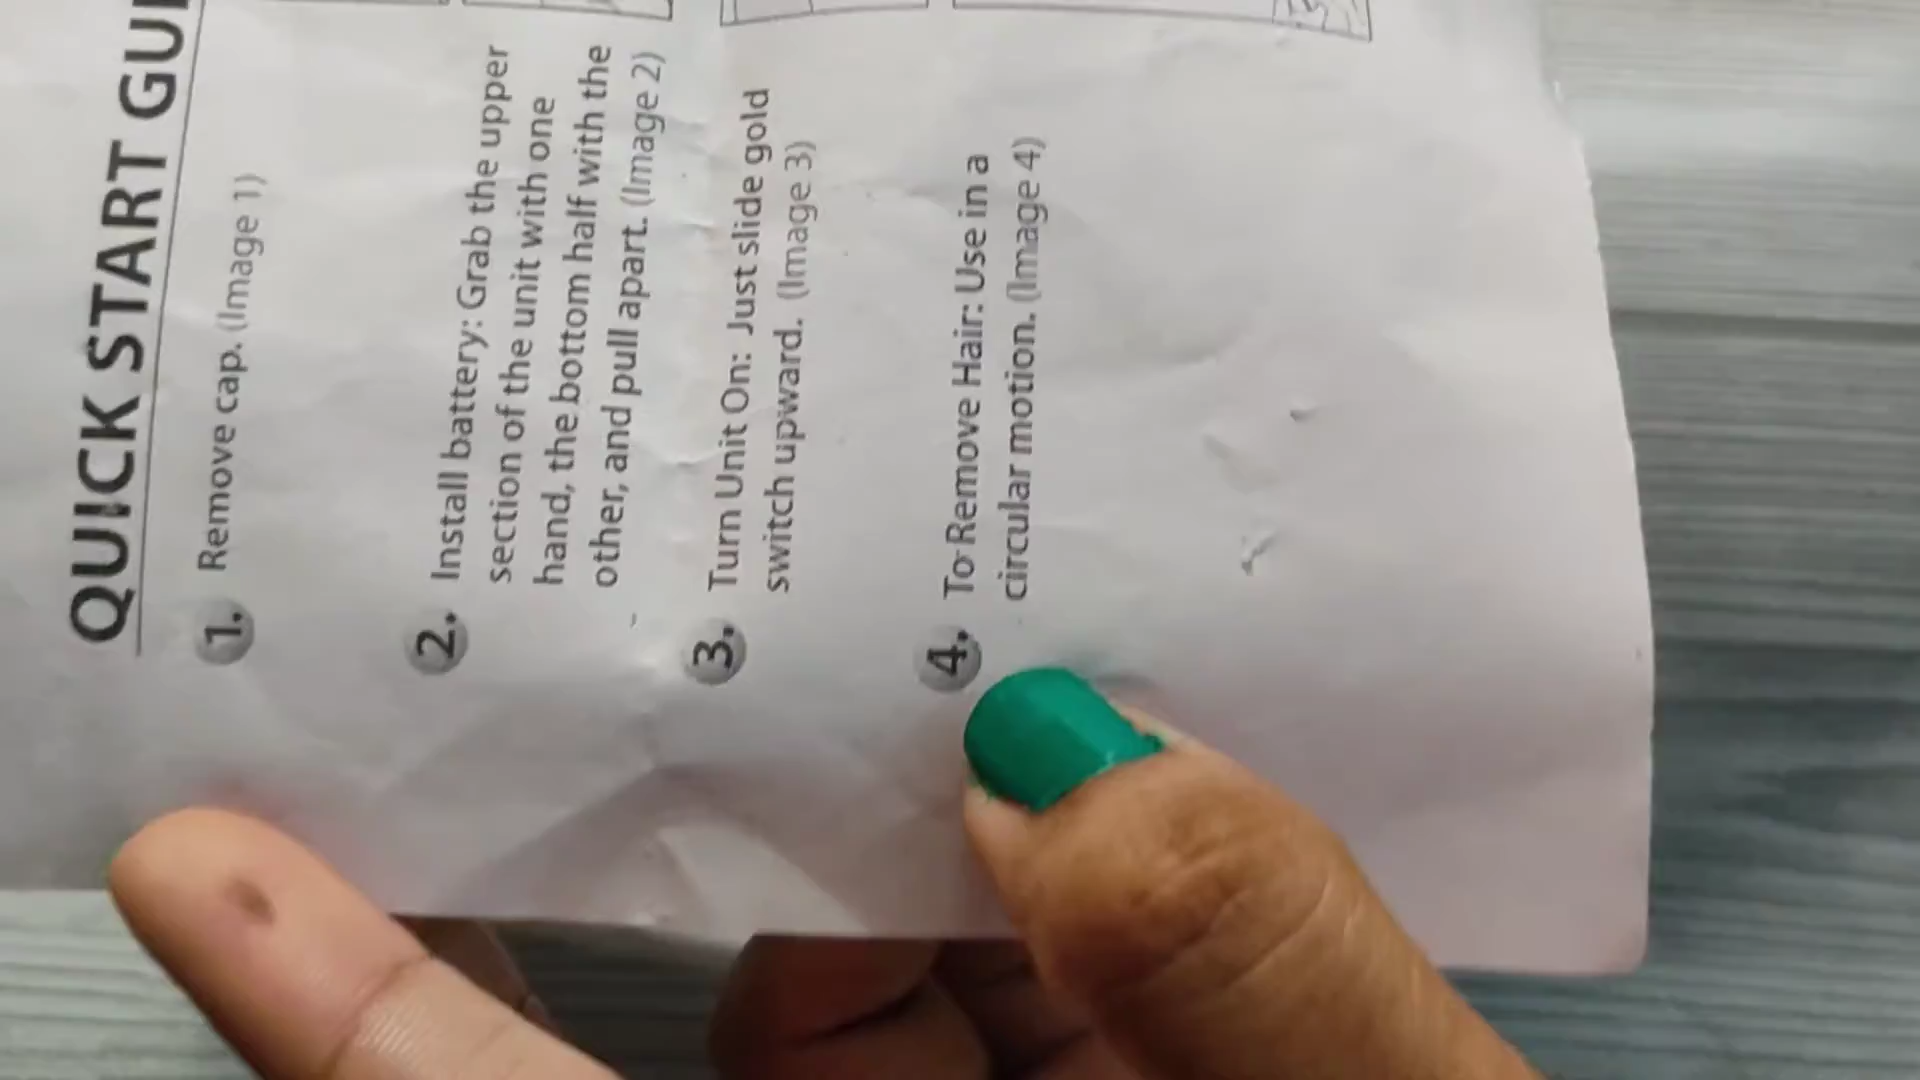 QUICK START GUI
1. Remove cap. (Image 1)
2. Install battery: Grab the upper
section of the unit with one
hand, the bottom half with the
other, and pull apart. (Image 2)
3. Turn Unit On: Just slide gold
switch upward. (Image 3)
4. To Remove Hair: Use in a
circular motion. (Image 4)